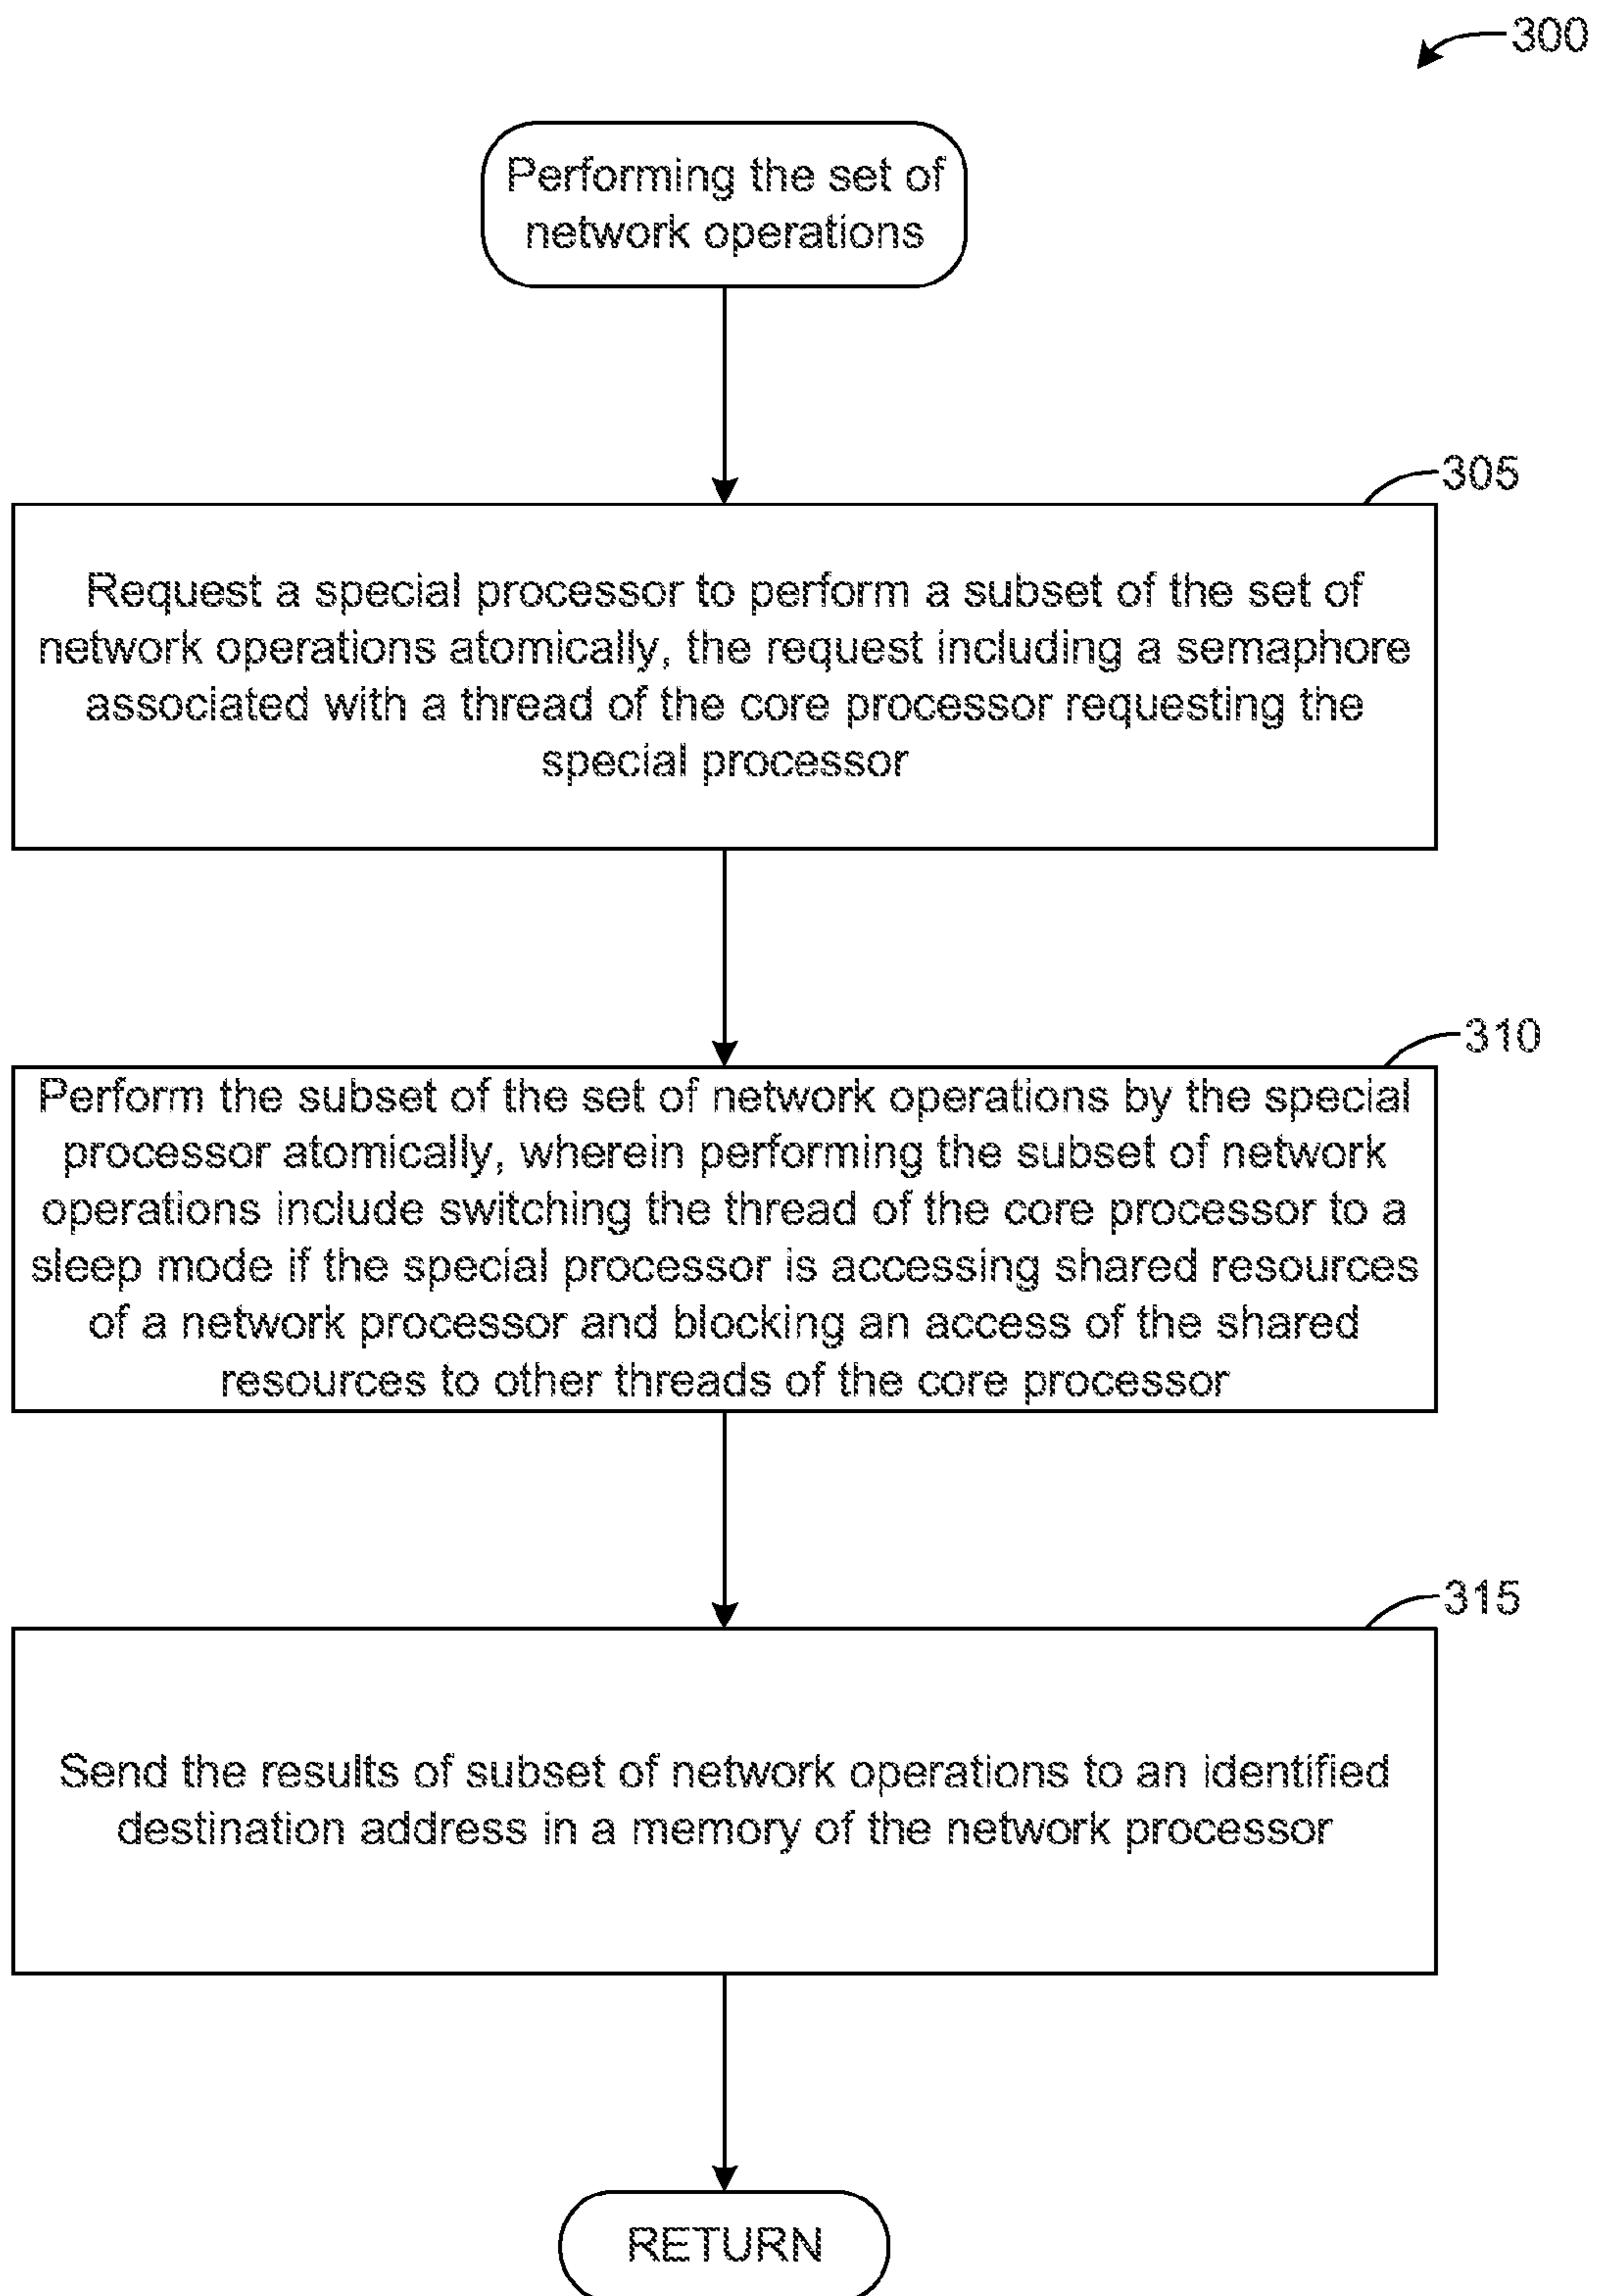 300
Performing the set of
network operations
305
Request a special processor to perform a subset of the set of
network operations atomically, the request including a semaphore
associated with a thread of the core processor requesting the
special processor
310
Perform the subset of the set of network operations by the special
processor atomically, wherein performing the subset of network
operations include switching the thread of the core processor to a
sleep mode if the special processor is accessing shared resources
of a network processor and blocking an access of the shared
resources to other threads of the core processor
315
Send the results of subset of network operations to an identified
destination address in a memory of the network processor
RETURN